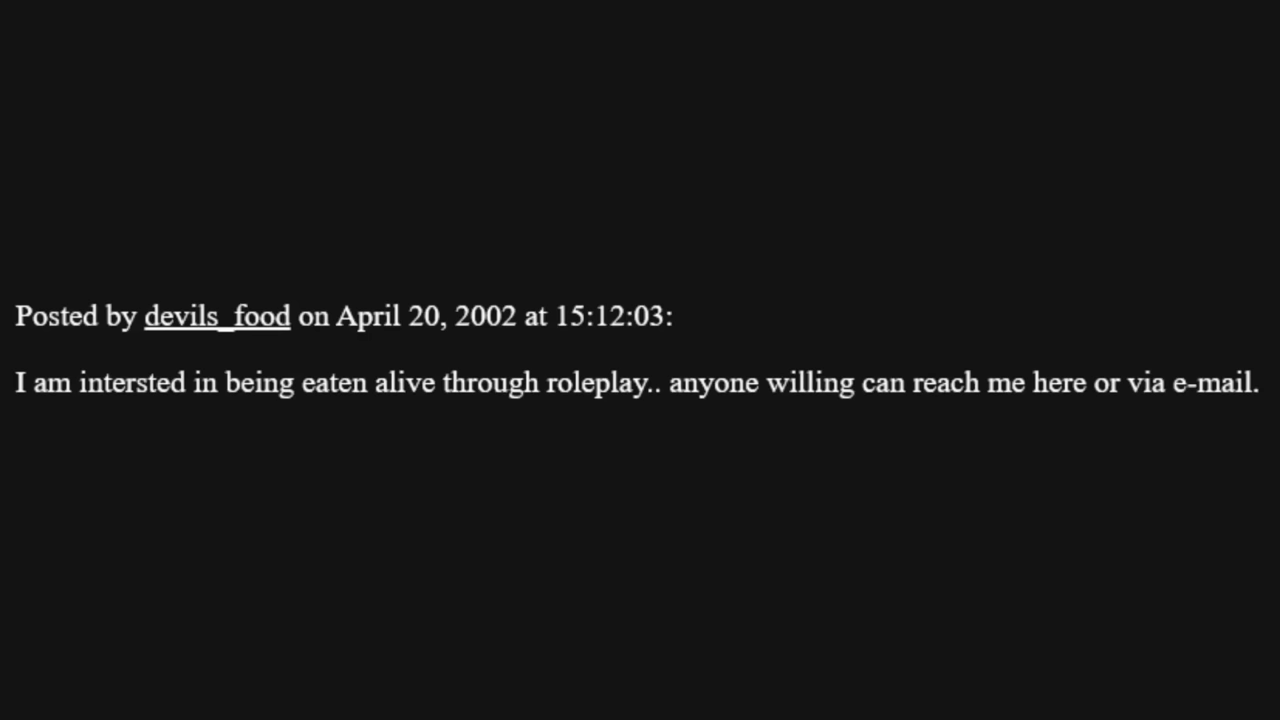 Posted by devils_food on April 20, 2002 at 15:12:03:
I am intersted in being eaten alive through roleplay.. anyone willing can reach me here or via e-mail.